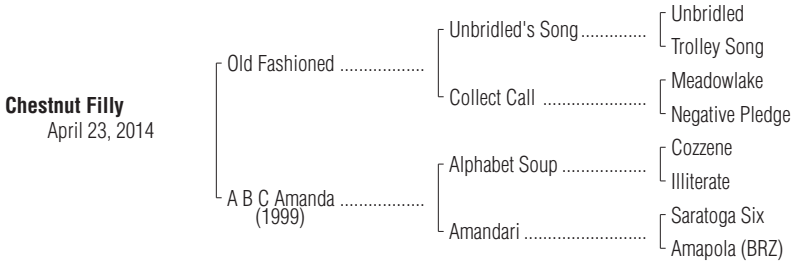 Unbridled
Unbridled's Song..............
Trolley Song
Old Fashioned ..................
Meadowlake
Collect Call ......................
Chestnut Filly
Negative Pledge
April 23, 2014
Cozzene
Alphabet Soup ..................
Illiterate
A B C Amanda ..................
(1999)
Saratoga Six
Amandari ..........................
Amapola (BRZ)